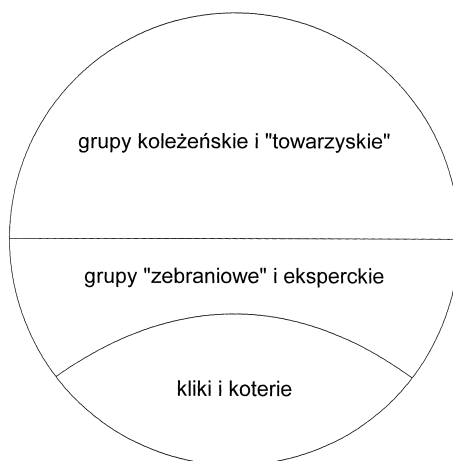 grupy koleżeńskie i "towarzyskie"
grupy "zebraniowe" i eksperckie
kliki i koterie